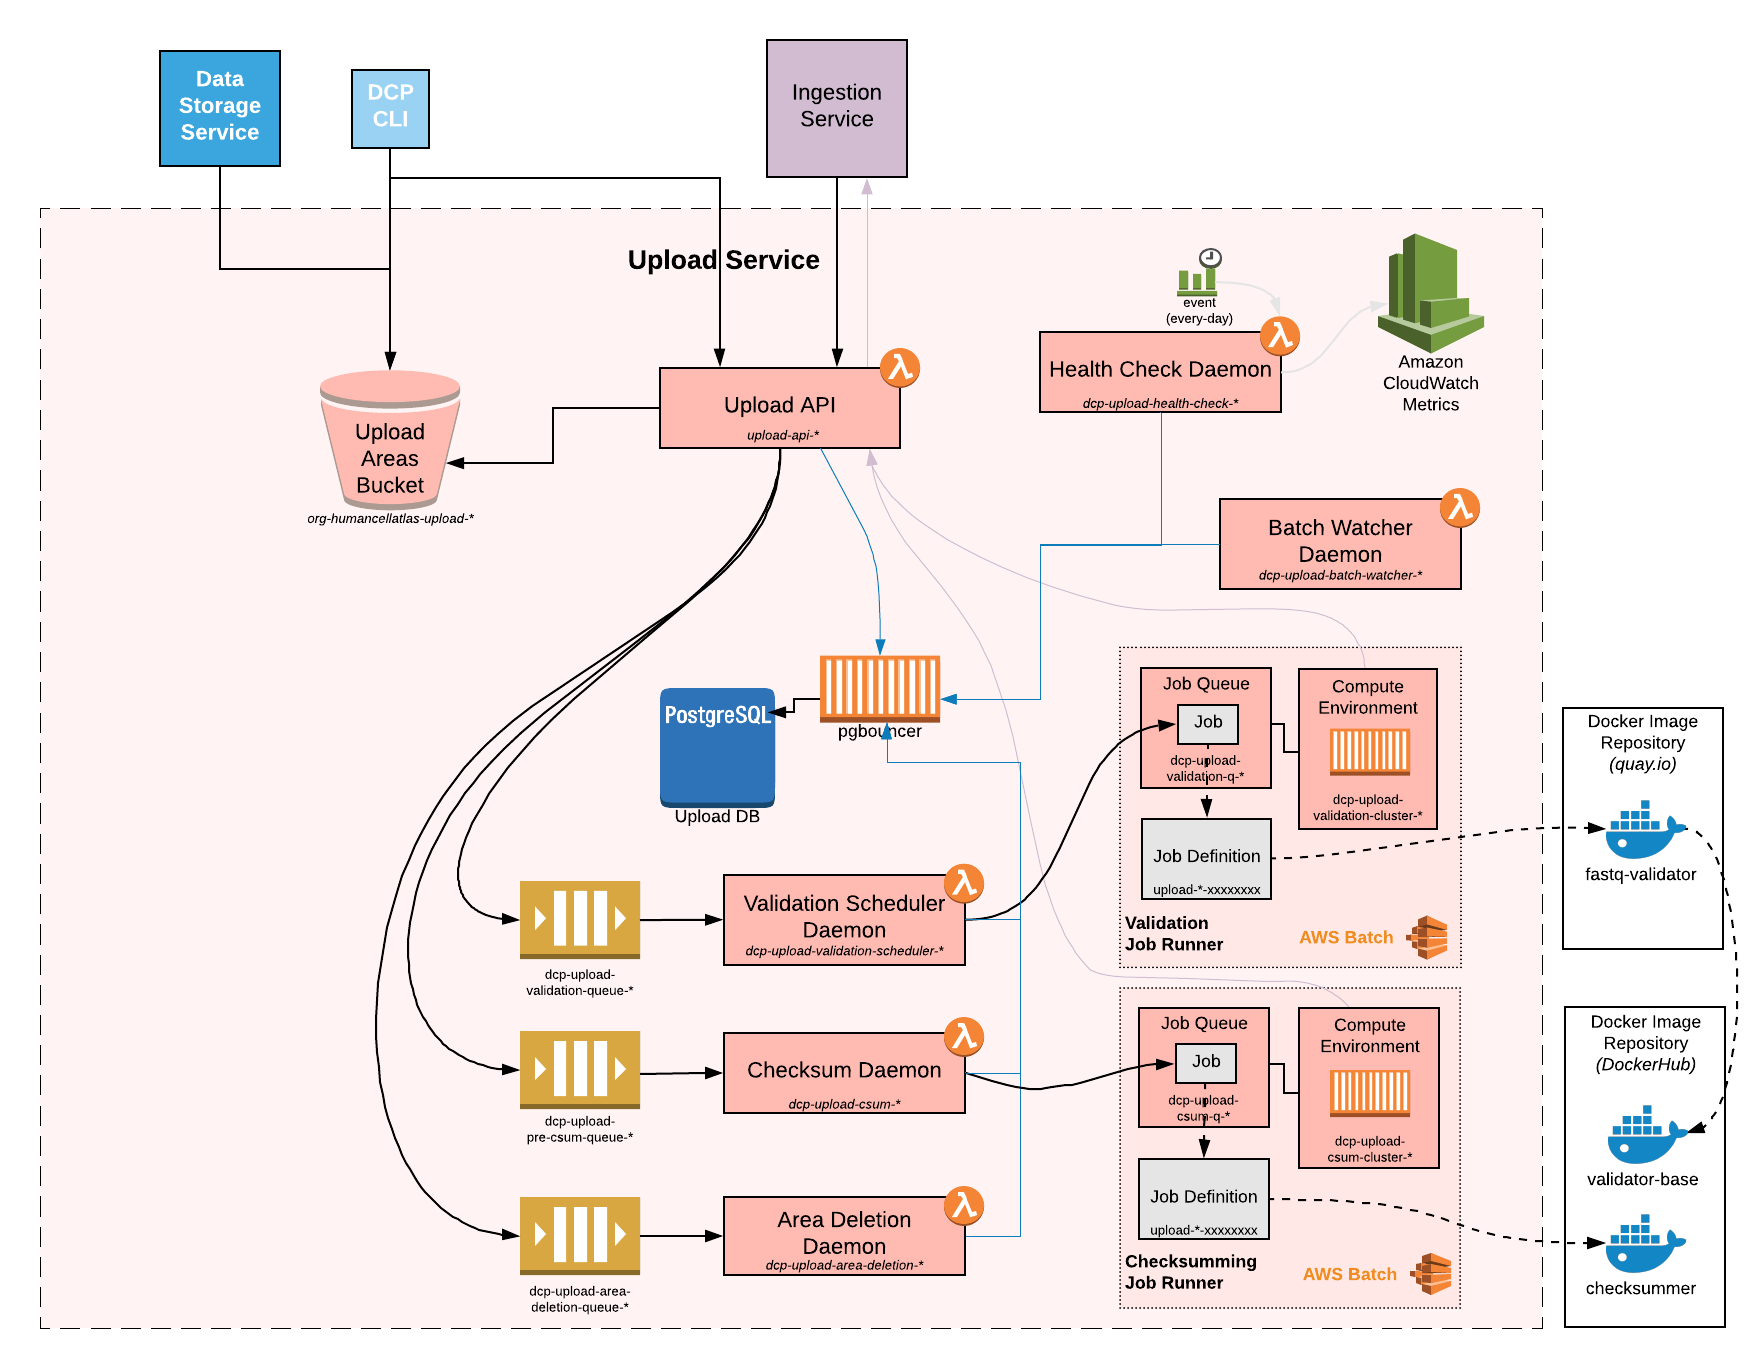 Data
Storage
Service
DCP
CLI
Ingestion
Service
Upload Service
event
(every-day)
Amazon
CloudWatch
Metrics
Health Check Daemon
dcp-upload-health-check-*
Upload API
upload-api-*
Upload
Areas
Bucket
org-humancellatlas-upload-*
Batch Watcher
Daemon
dcp-upload-batch-watcher-*
PostgreSQL
Upload DB
pgbouncer
Job Queue
Job
dcp-upload-
validation-q-*
Compute
Environment
dcp-upload-
validation-cluster-*
Job Definition
upload-*-xxxxxxxx
Validation
Job Runner
AWS Batch
Docker Image
Repository
(quay.io)
fastq-validator
dcp-upload-
validation-queue-*
Validation Scheduler
Daemon
dcp-upload-validation-scheduler-*
dcp-upload-
pre-csum-queue-*
Checksum Daemon
dcp-upload-csum-*
Job Queue
Job
dcp-upload-
csum-q-*
Compute
Environment
dcp-upload-
csum-cluster-*
Job Definition
upload-*-xxxxxxxx
Checksumming
Job Runner
AWS Batch
Docker Image
Repository
(DockerHub)
validator-base
checksummer
dcp-upload-area-
deletion-queue-*
Area Deletion
Daemon
dcp-upload-area-deletion-*